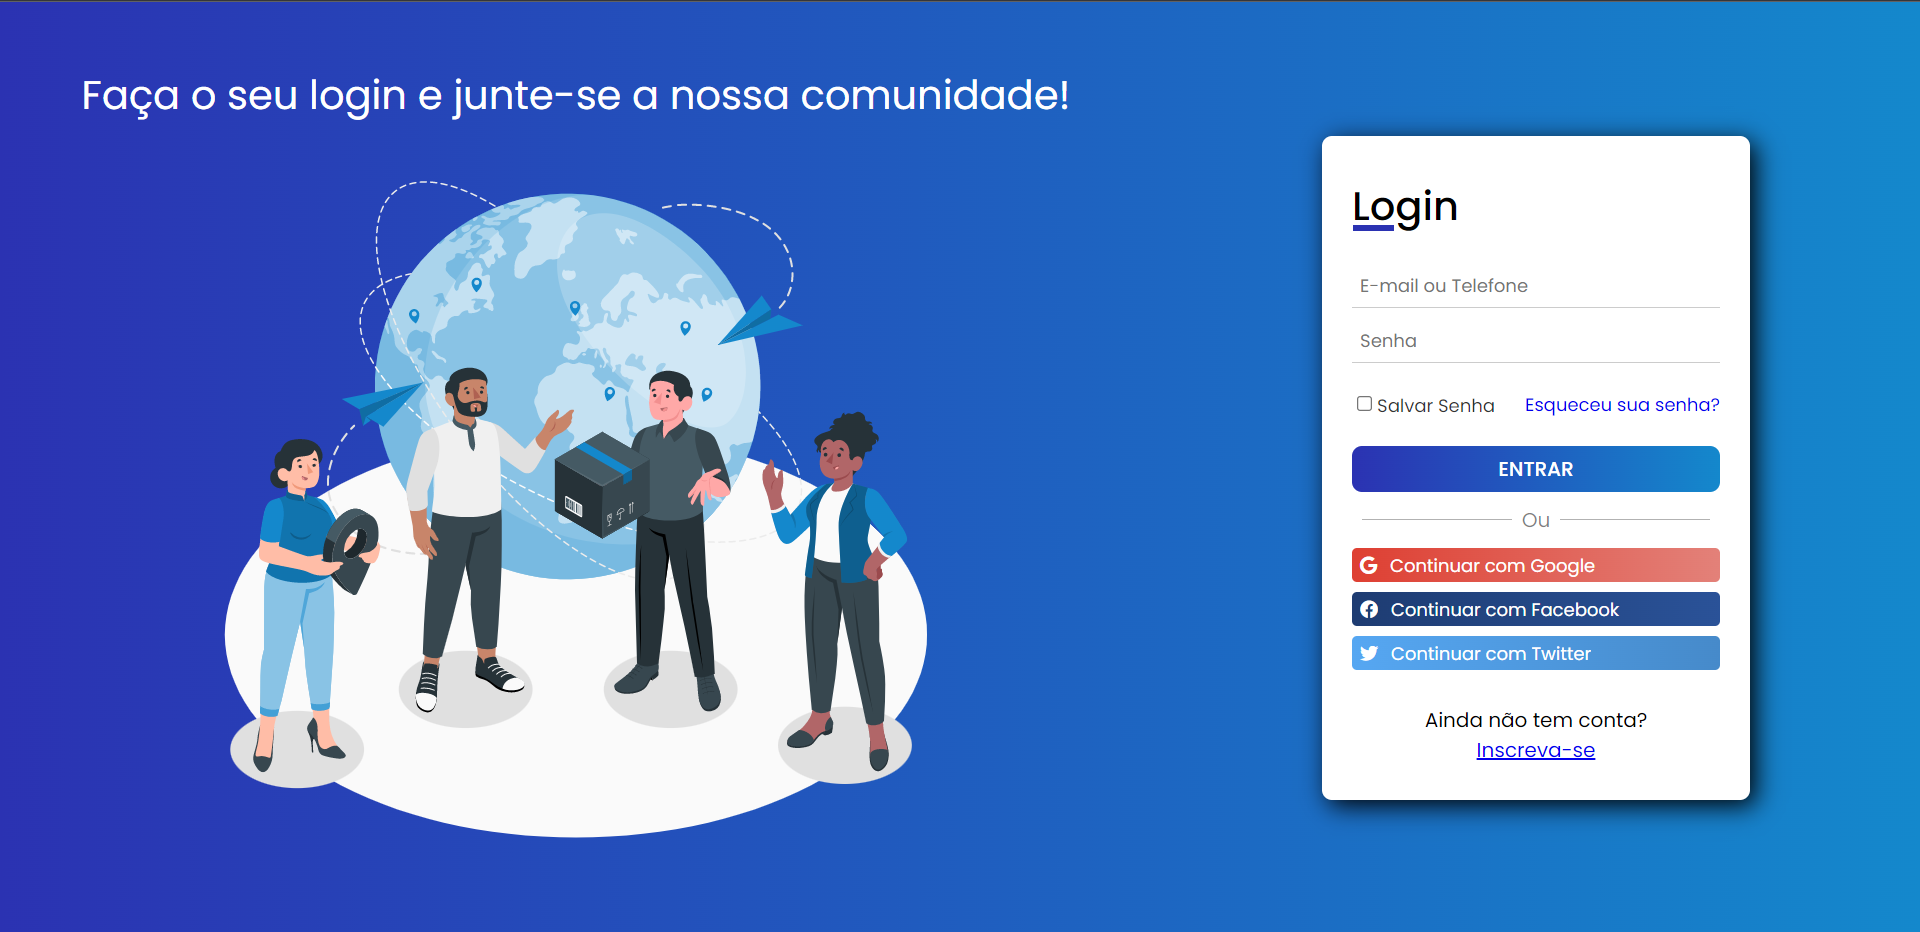 Faça o seu login e junte-se a nossa comunidade!
Login
E-mail ou Telefone
Senha
Salvar Senha Esqueceu sua senha?
ENTRAR
Ou
Continuar com Google
Continuar com Facebook
Continuar com Twitter
Ainda não tem conta?
Inscreva-se